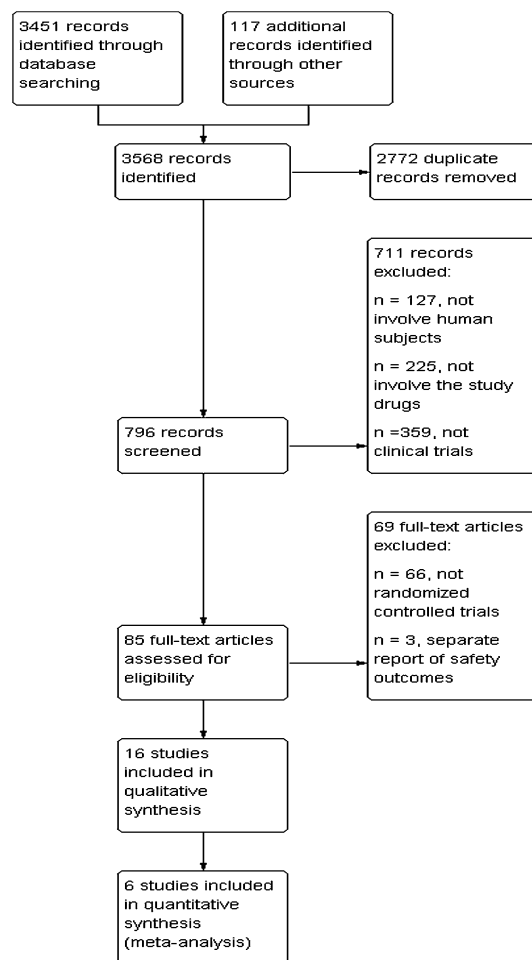 3451 records
identified through
database
searching
117 additional
records identified
through other
sources
3568 records
identified
2772 duplicate
records removed
711 records
excluded:
n = 127, not
involve human
subjects
n = 225, not
involve the study
drugs
n =359, not
clinical trials
796 records
screened
69 full-text articles
excluded:
n = 66, not
randomized
controlled trials
n = 3, separate
report of safety
outcomes
85 full-text articles
assessed for
eligibility
16 studies
included in
qualitative
synthesis
6 studies included
in quantitative
synthesis
(meta-analysis)